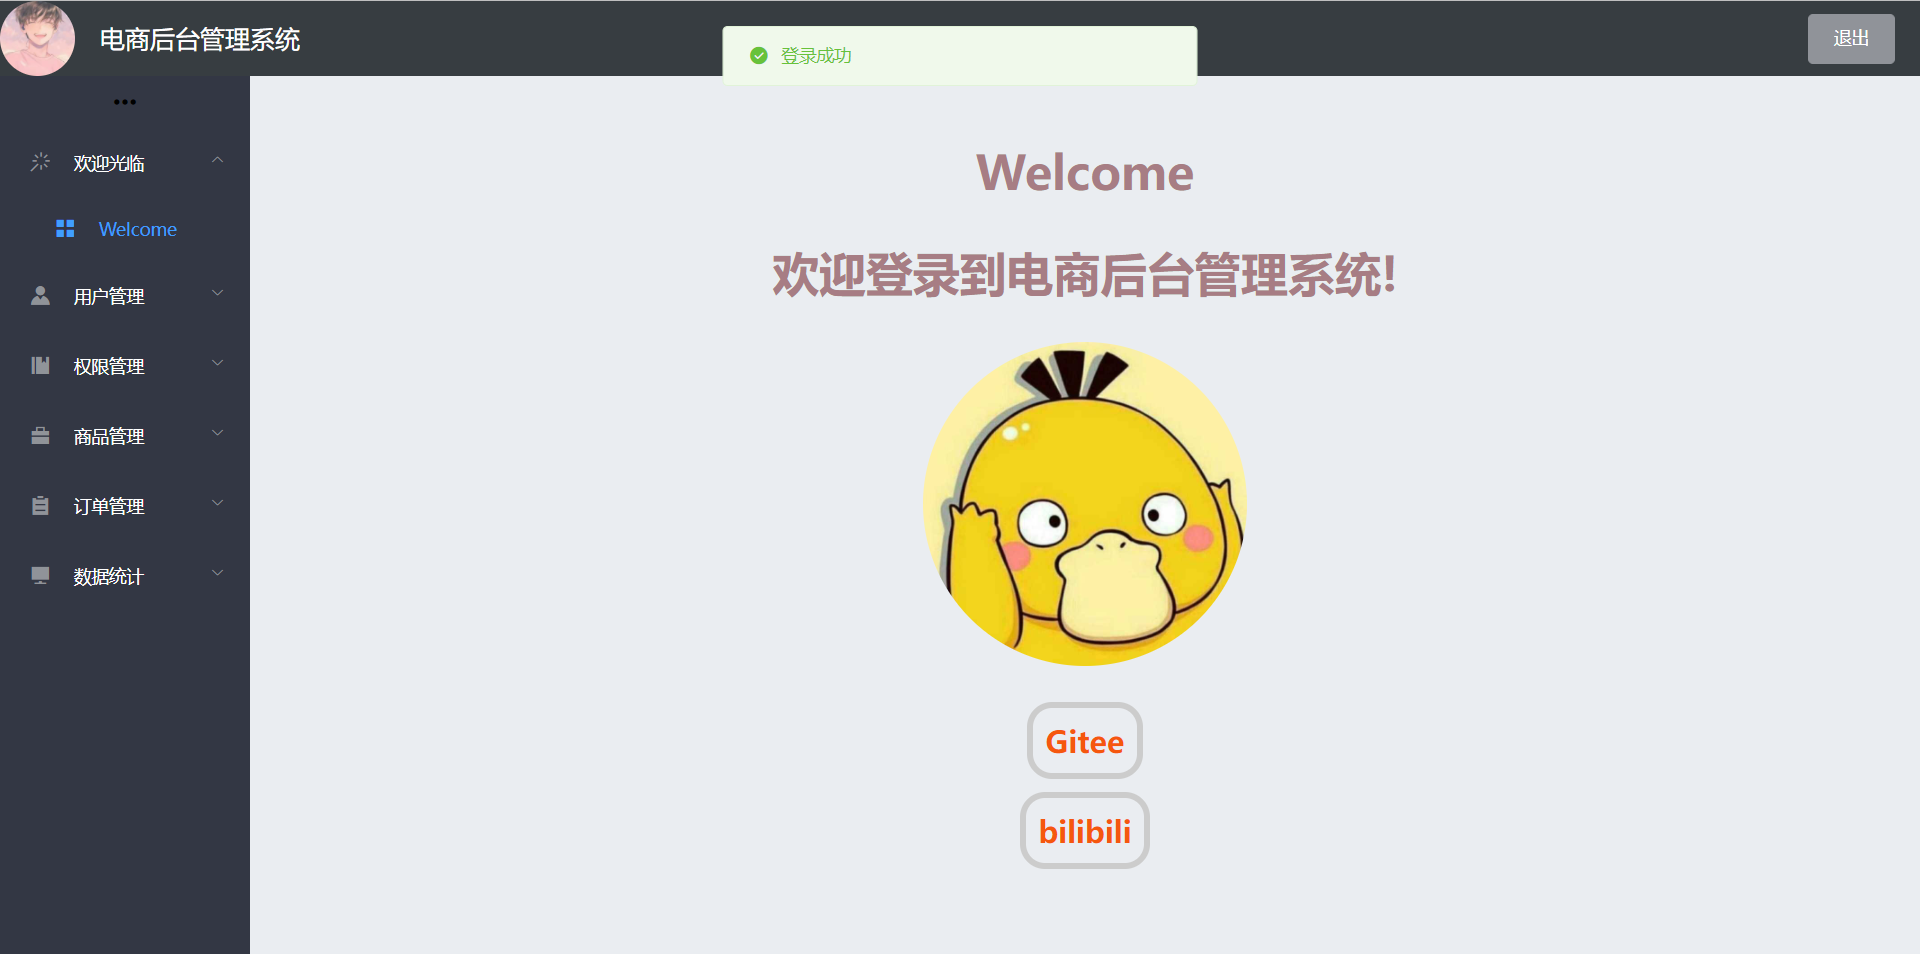 电商后台管理系统
登录成功
退出
欢迎光临
Welcome
用户管理
权限管理
商品管理
订单管理
数据统计
Welcome
欢迎登录到电商后台管理系统!
Gitee
bilibili